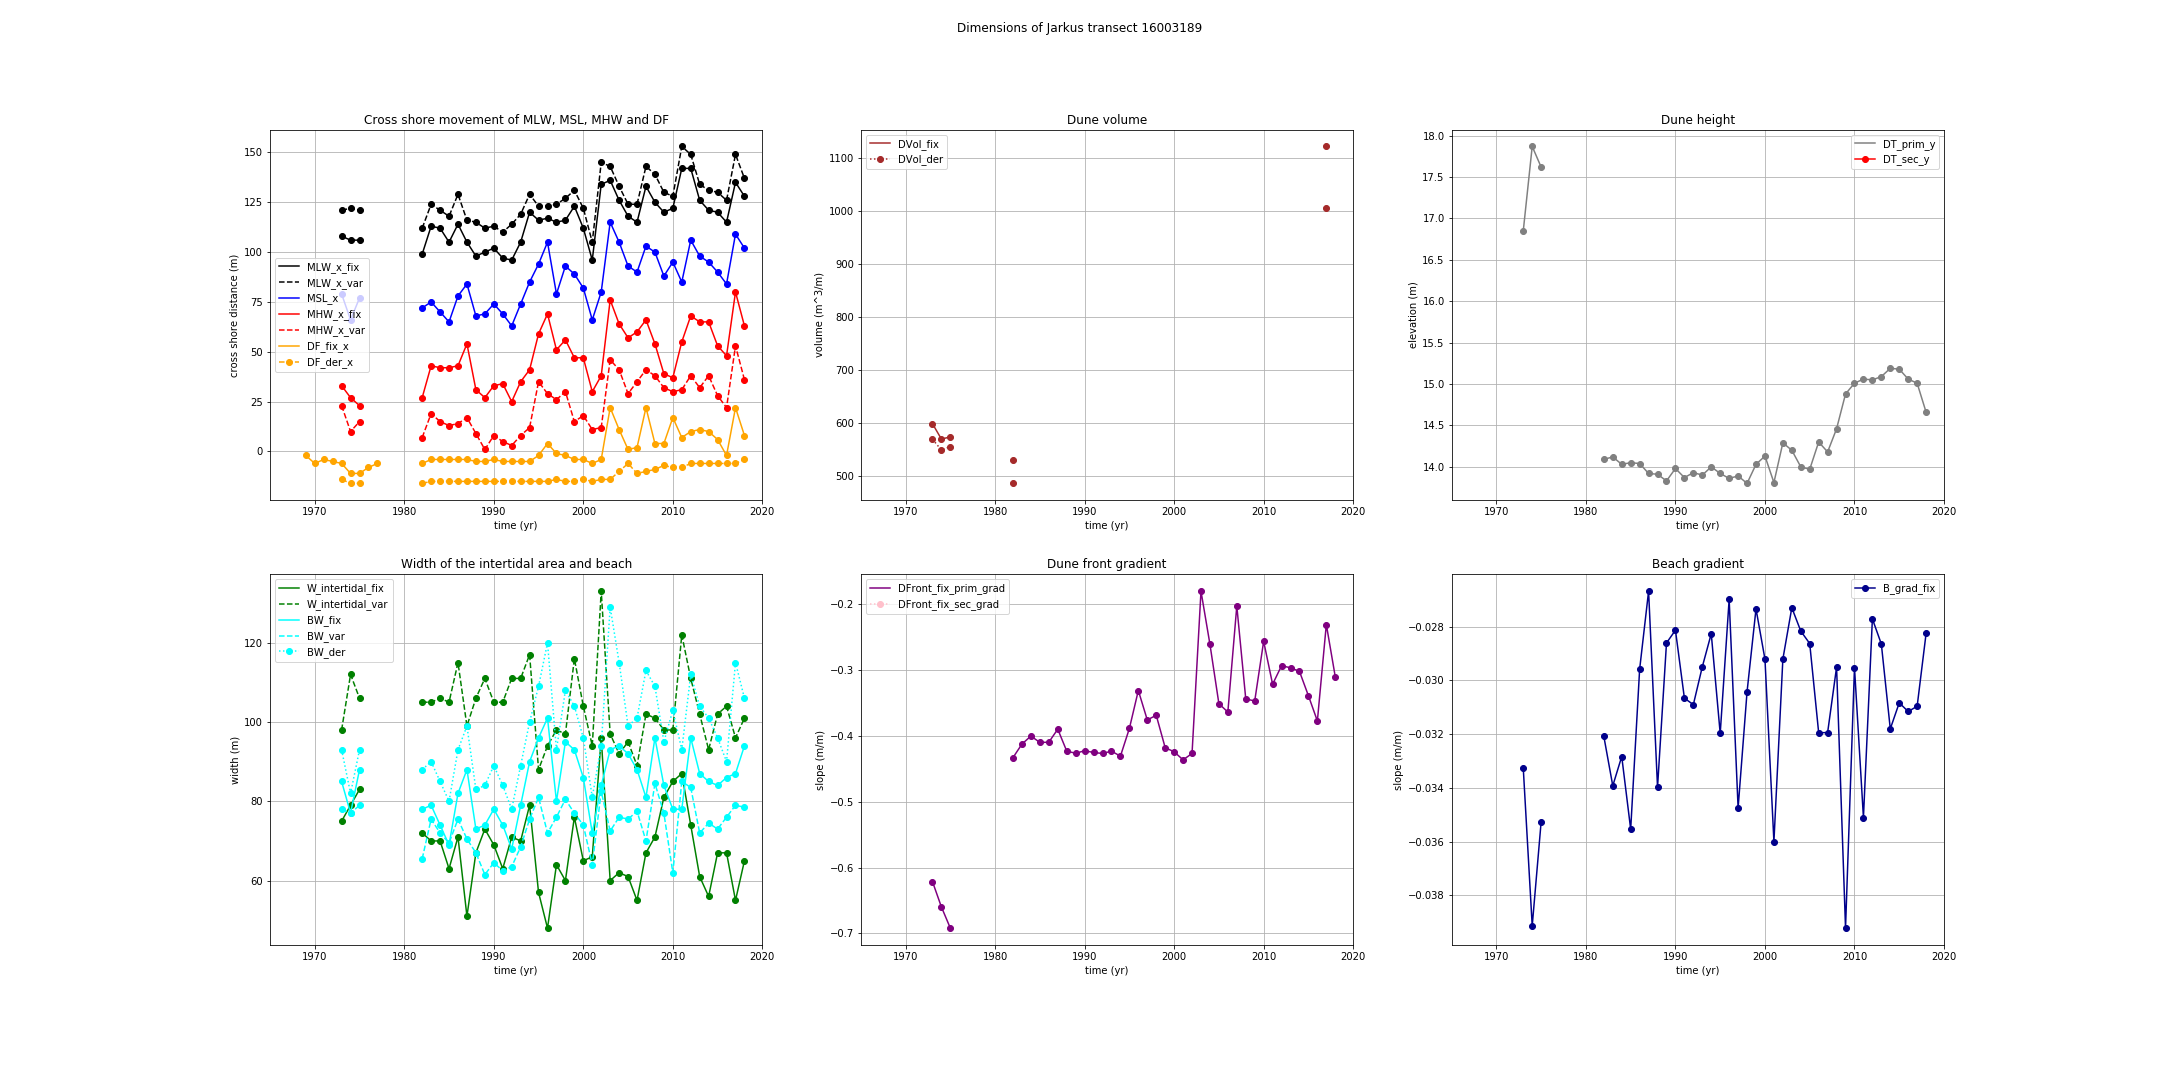 Dimensions of Jarkus transect 16003189
Cross shore movement of MLW, MSL, MHW and DF
150
125
100
75
50
25
0
cross shore distance (m)
MLW_x_fix
MLW_x_var
MSL_x
MHW_x_fix
MHW_x_var
DF_fix_x
DF_der_x
1970 1980 1990 2000 2010 2020
time (yr)
Dune volume
1100
1000
900
800
700
600
500
volume (m^3/m)
DVol_fix
DVol_der
1970 1980 1990 2000 2010 2020
time (yr)
Dune height
18.0
17.5
17.0
16.5
16.0
15.5
15.0
14.5
14.0
elevation (m)
DT_prim_y
DT_sec_y
1970 1980 1990 2000 2010 2020
time (yr)
Width of the intertidal area and beach
120
100
80
60
width (m)
W_intertidal_fix
W_intertidal_var
BW_fix
BW_var
BW_der
1970 1980 1990 2000 2010 2020
time (yr)
Dune front gradient
−0.2
−0.3
−0.4
−0.5
−0.6
−0.7
slope (m/m)
DFront_fix_prim_grad
DFront_fix_sec_grad
1970 1980 1990 2000 2010 2020
time (yr)
Beach gradient
−0.028
−0.030
−0.032
−0.034
−0.036
−0.038
slope (m/m)
B_grad_fix
1970 1980 1990 2000 2010 2020
time (yr)